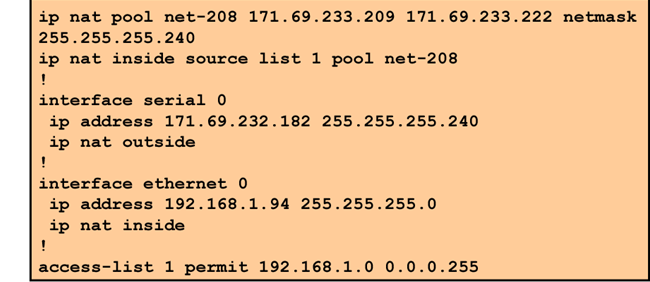 ip nat pool net-208 171.69.233.209 171.69.233.222 netmask
255.255.255.240
ip nat inside source list 1 pool net-208
!
interface serial 0
 ip address 171.69.232.182 255.255.255.240
 ip nat outside
!
interface ethernet 0
 ip address 192.168.1.94 255.255.255.0
 ip nat inside
!
access-list 1 permit 192.168.1.0 0.0.0.255